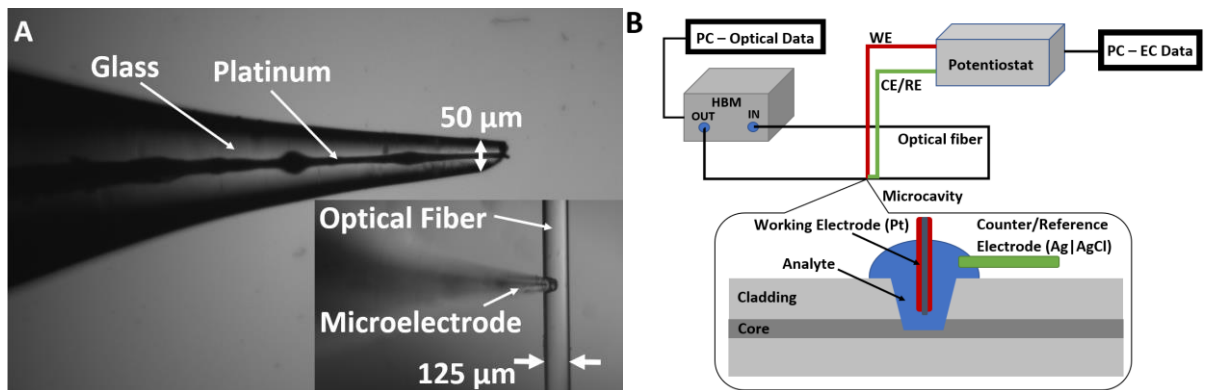 A
Glass
Platinum
50 μm
Optical Fiber
Microelectrode
125 μm
B
PC – Optical Data
WE
Potentiostat
PC – EC Data
HBM
OUT
IN
CE/RE
Optical fiber
Microcavity
Working Electrode (Pt)
Counter/Reference
Electrode (Ag|AgCl)
Analyte
Cladding
Core